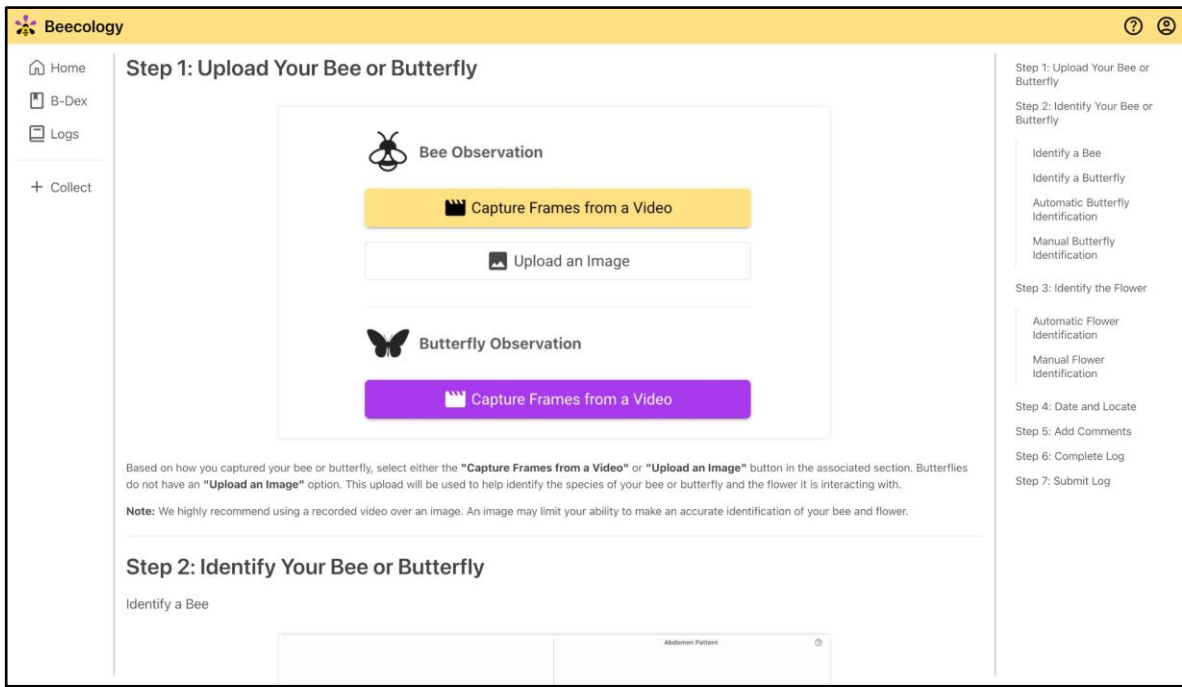 Beecology
Home
B-Dex
Logs
+ Collect
Step 1: Upload Your Bee or Butterfly
Bee Observation
Capture Frames from a Video
Upload an Image
Butterfly Observation
Capture Frames from a Video
Based on how you captured your bee or butterfly, select either the "Capture Frames from a Video" or "Upload an Image" button in the associated section. Butterflies
do not have an "Upload an Image" option. This upload will be used to help identify the species of your bee or butterfly and the flower it is interacting with.
Note: We highly recommend using a recorded video over an image. An image may limit your ability to make an accurate identification of your bee and flower.
Step 2: Identify Your Bee or Butterfly
Identify a Bee
Abdomen Pattern
Step 1: Upload Your Bee or
Butterfly
Step 2: Identify Your Bee or
Butterfly
Identify a Bee
Identify a Butterfly
Automatic Butterfly
Identification
Manual Butterfly
Identification
Step 3: Identify the Flower
Automatic Flower
Identification
Manual Flower
Identification
Step 4: Date and Locate
Step 5: Add Comments
Step 6: Complete Log
Step 7: Submit Log